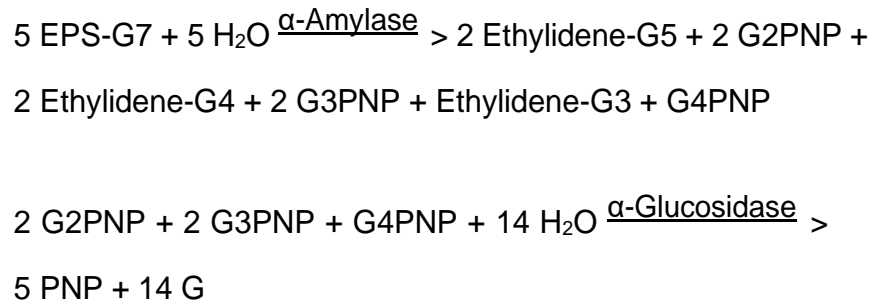 5 EPS-G7 + 5 H₂O α-Amylase > 2 Ethylidene-G5 + 2 G2PNP +
2 Ethylidene-G4 + 2 G3PNP + Ethylidene-G3 + G4PNP
2 G2PNP + 2 G3PNP + G4PNP + 14 H₂O α-Glucosidase >
5 PNP + 14 G